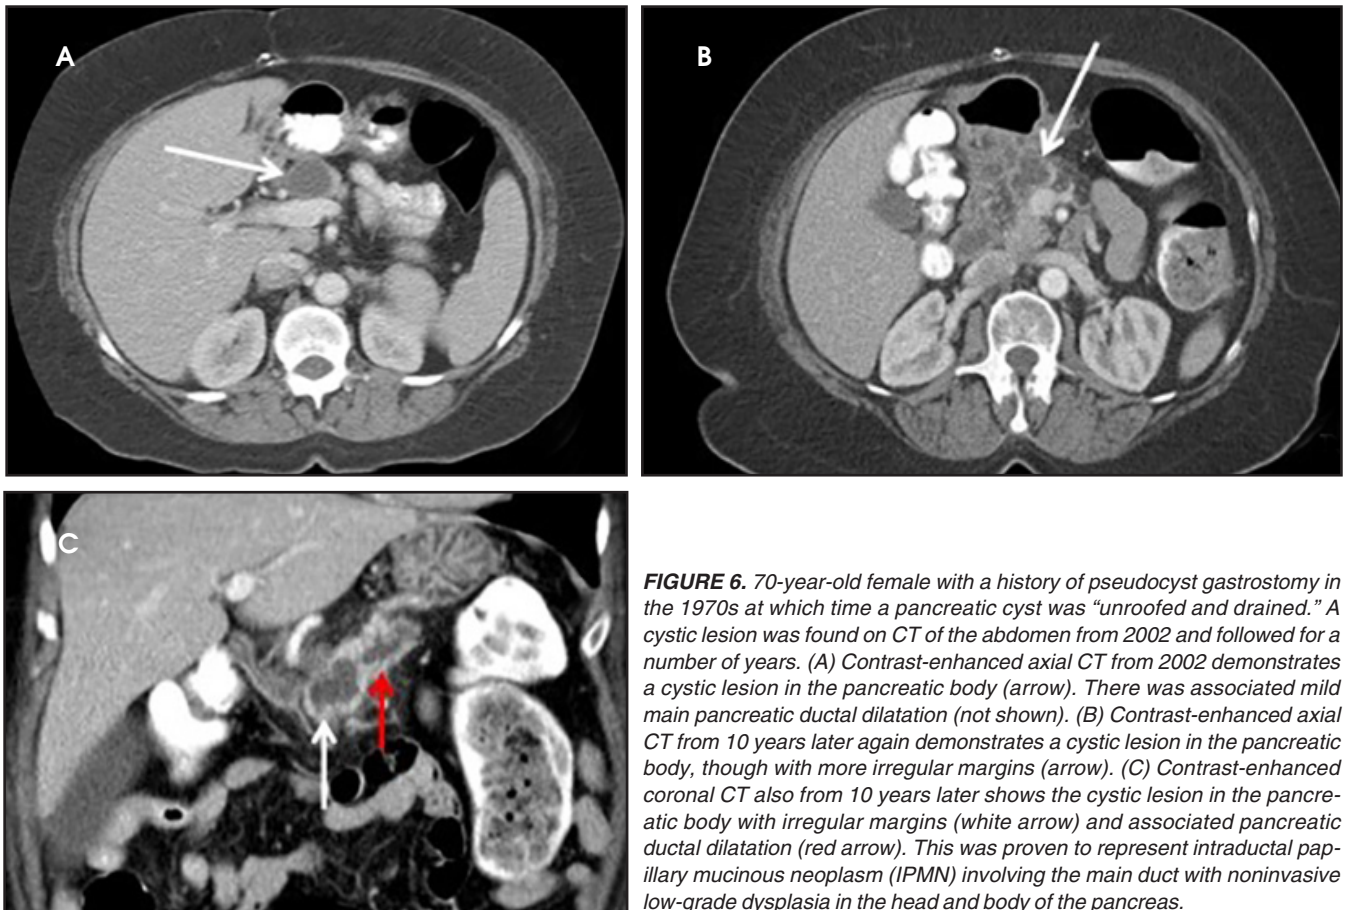 A
B
C
FIGURE 6. 70-year-old female with a history of pseudocyst gastrostomy in
the 1970s at which time a pancreatic cyst was “unroofed and drained.” A
cystic lesion was found on CT of the abdomen from 2002 and followed for a
number of years. (A) Contrast-enhanced axial CT from 2002 demonstrates
a cystic lesion in the pancreatic body (arrow). There was associated mild
main pancreatic ductal dilatation (not shown). (B) Contrast-enhanced axial
CT from 10 years later again demonstrates a cystic lesion in the pancreatic
body, though with more irregular margins (arrow). (C) Contrast-enhanced
coronal CT also from 10 years later shows the cystic lesion in the pancre-
atic body with irregular margins (white arrow) and associated pancreatic
ductal dilatation (red arrow). This was proven to represent intraductal pap-
illary mucinous neoplasm (IPMN) involving the main duct with noninvasive
low-grade dysplasia in the head and body of the pancreas.